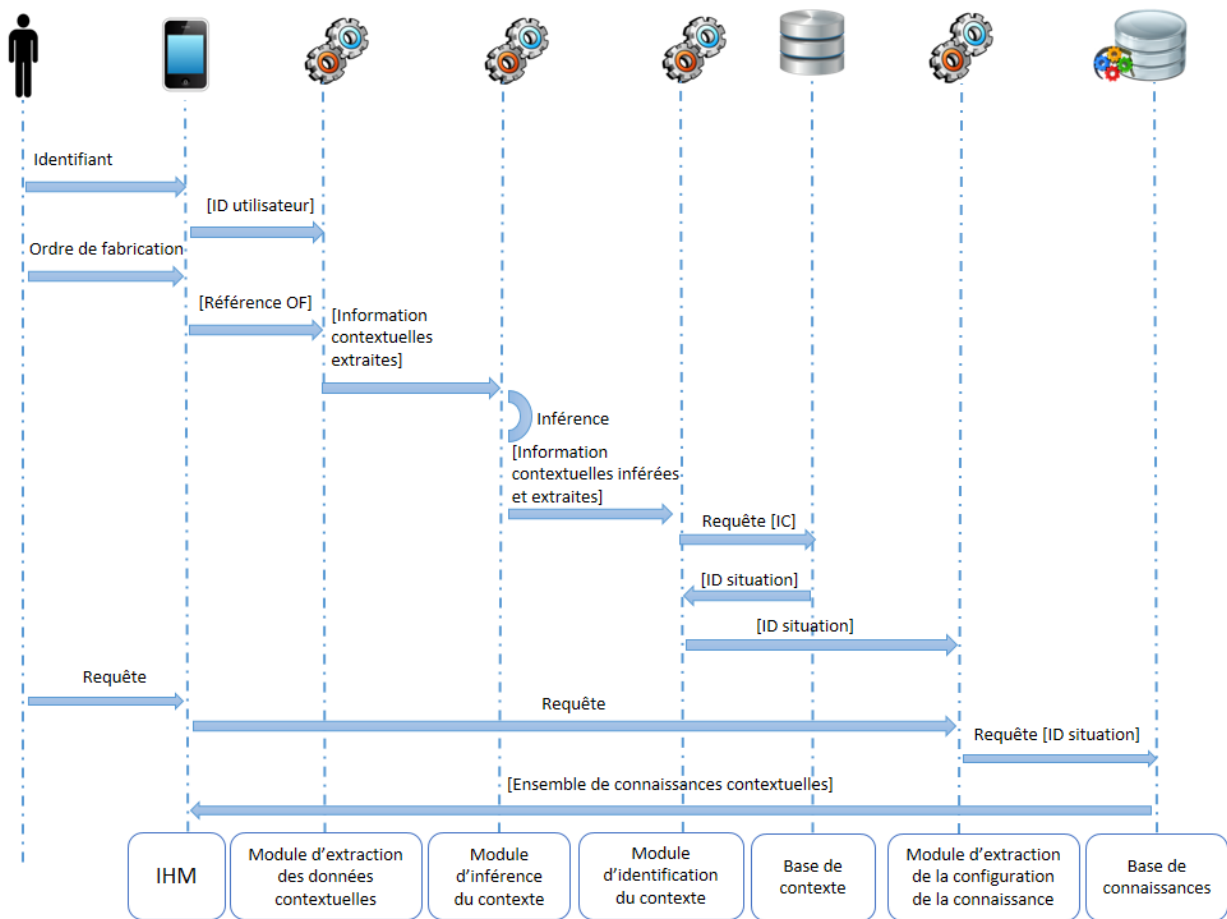 Identifiant
[ID utilisateur]
Ordre de fabrication
[Référence OF]
[Information
contextuelles
extraites]
Inférence
[Information
contextuelles inférées
et extraites]
Requête [IC]
[ID situation]
[ID situation]
Requête
Requête
Requête [ID situation]
[Ensemble de connaissances contextuelles]
IHM
Module d’extraction
des données
contextuelles
Module
d’inférence
du contexte
Module
d’identification
du contexte
Base de
contexte
Module d’extraction
de la configuration
de la connaissance
Base de
connaissances